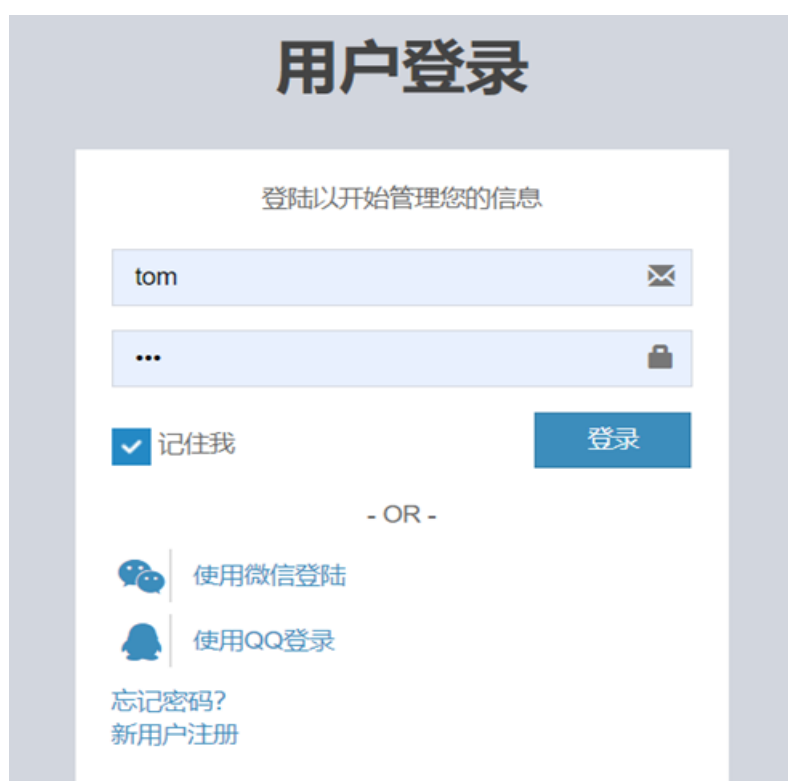 用户登录
登陆以开始管理您的信息
tom
•••
记住我
登录
- OR -
使用微信登陆
使用QQ登录
忘记密码?
新用户注册